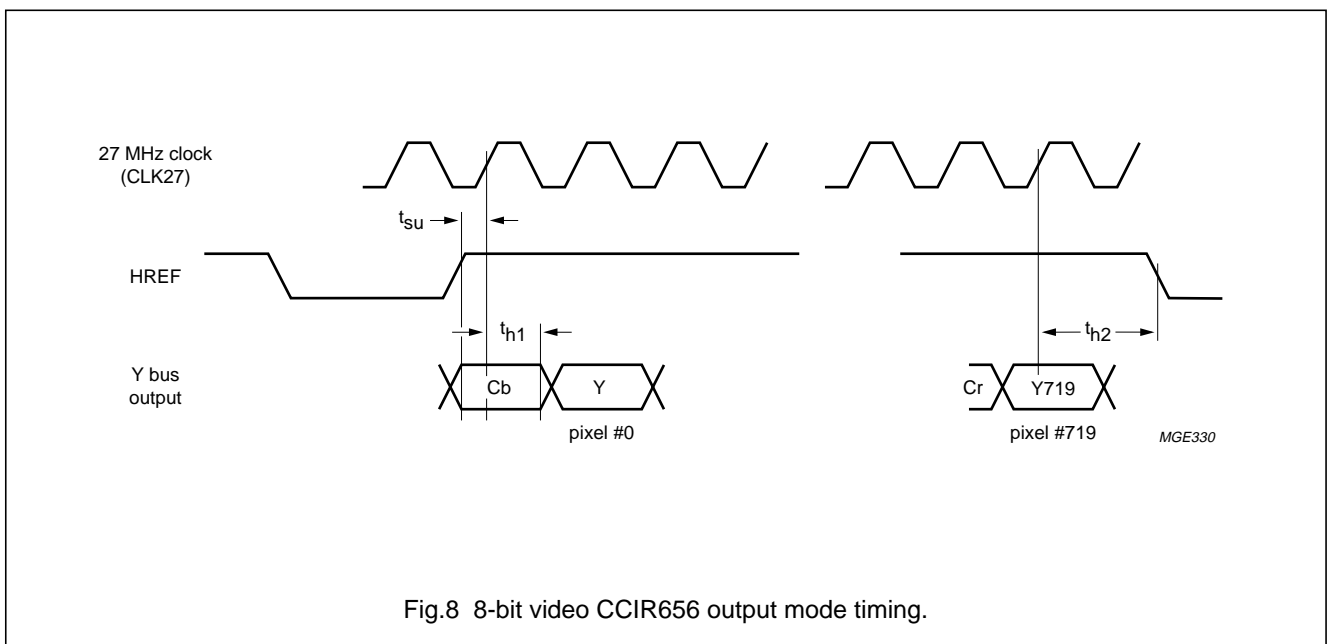 27 MHz clock
(CLK27)
tsu
HREF
th1
th2
Y bus
output
Cb
Y
Cr
Y719
pixel #0
pixel #719
MGE330
Fig.8 8-bit video CCIR656 output mode timing.